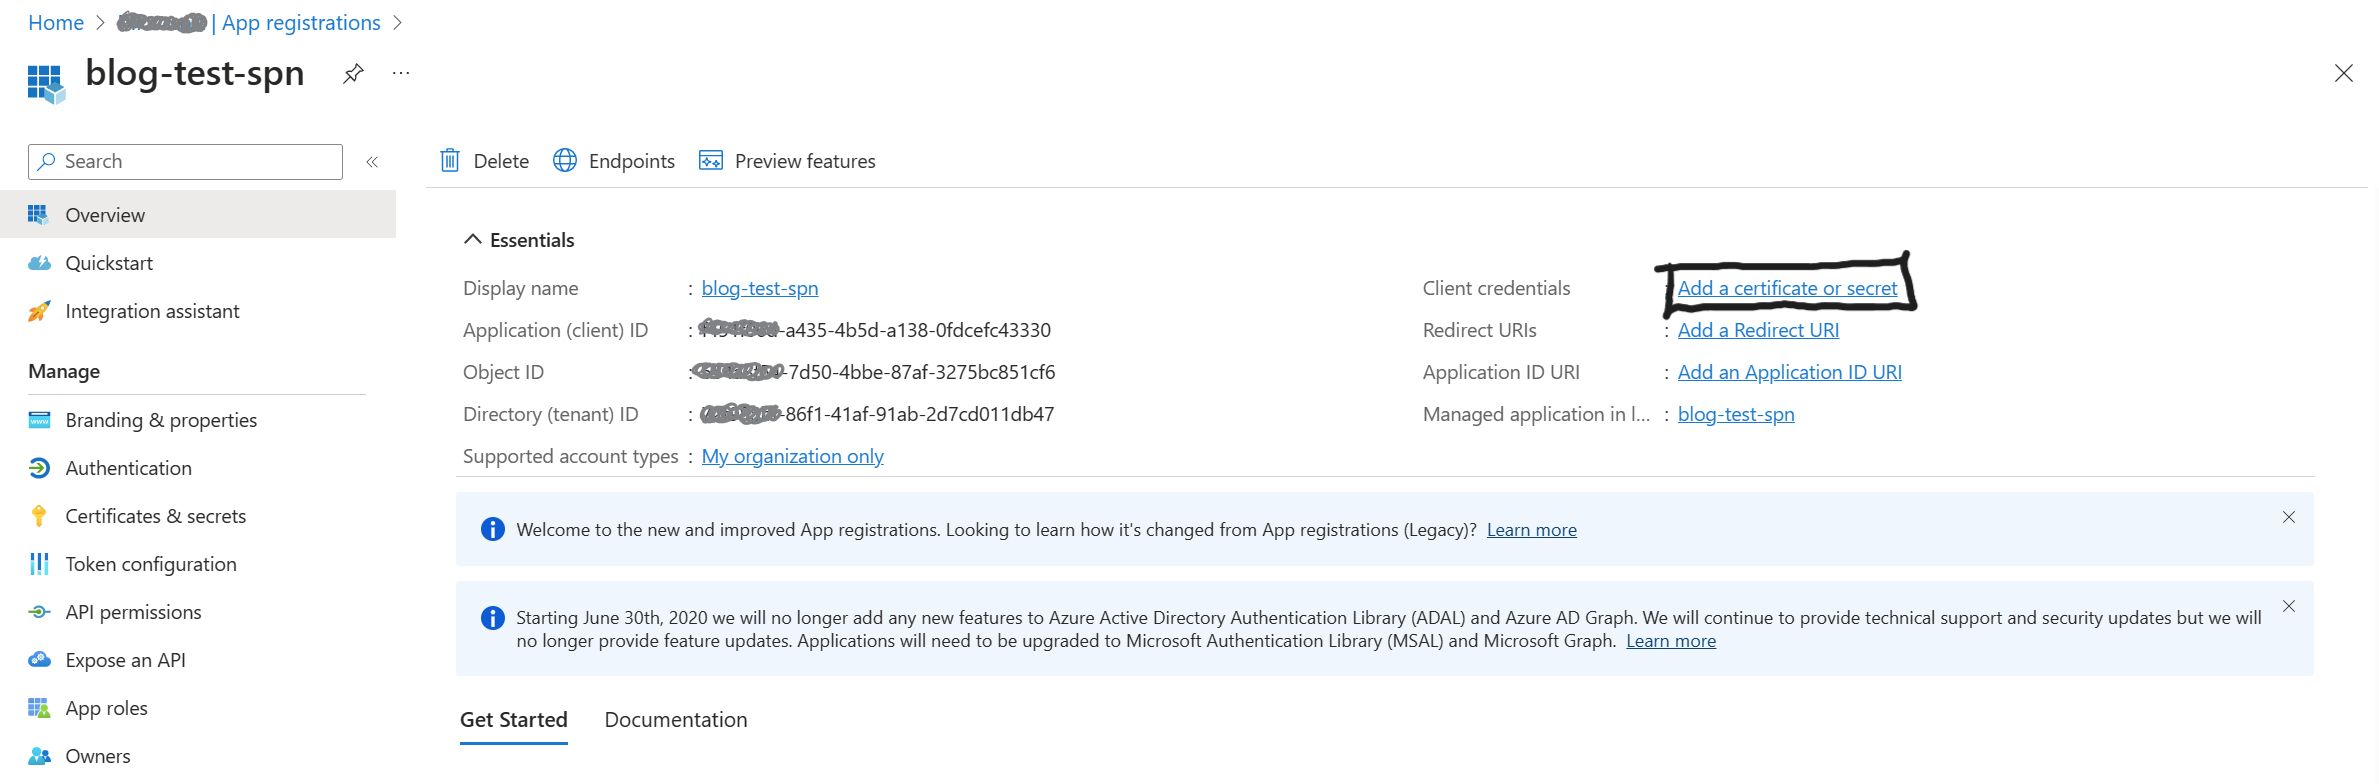 Home > | App registrations >
blog-test-spn ...
Search «
Delete Endpoints Preview features
Overview
Quickstart
Integration assistant
Manage
Branding & properties
Authentication
Certificates & secrets
Token configuration
API permissions
Expose an API
App roles
Owners
Essentials
Display name : blog-test-spn
Application (client) ID : -a435-4b5d-a138-0fdcefc43330
Object ID : -7d50-4bbe-87af-3275bc851cf6
Directory (tenant) ID : -86f1-41af-91ab-2d7cd011db47
Supported account types : My organization only
Client credentials : Add a certificate or secret
Redirect URIs : Add a Redirect URI
Application ID URI : Add an Application ID URI
Managed application in l... : blog-test-spn
Welcome to the new and improved App registrations. Looking to learn how it's changed from App registrations (Legacy)? Learn more
Starting June 30th, 2020 we will no longer add any new features to Azure Active Directory Authentication Library (ADAL) and Azure AD Graph. We will continue to provide technical support and security updates but we will
no longer provide feature updates. Applications will need to be upgraded to Microsoft Authentication Library (MSAL) and Microsoft Graph. Learn more
Get Started Documentation